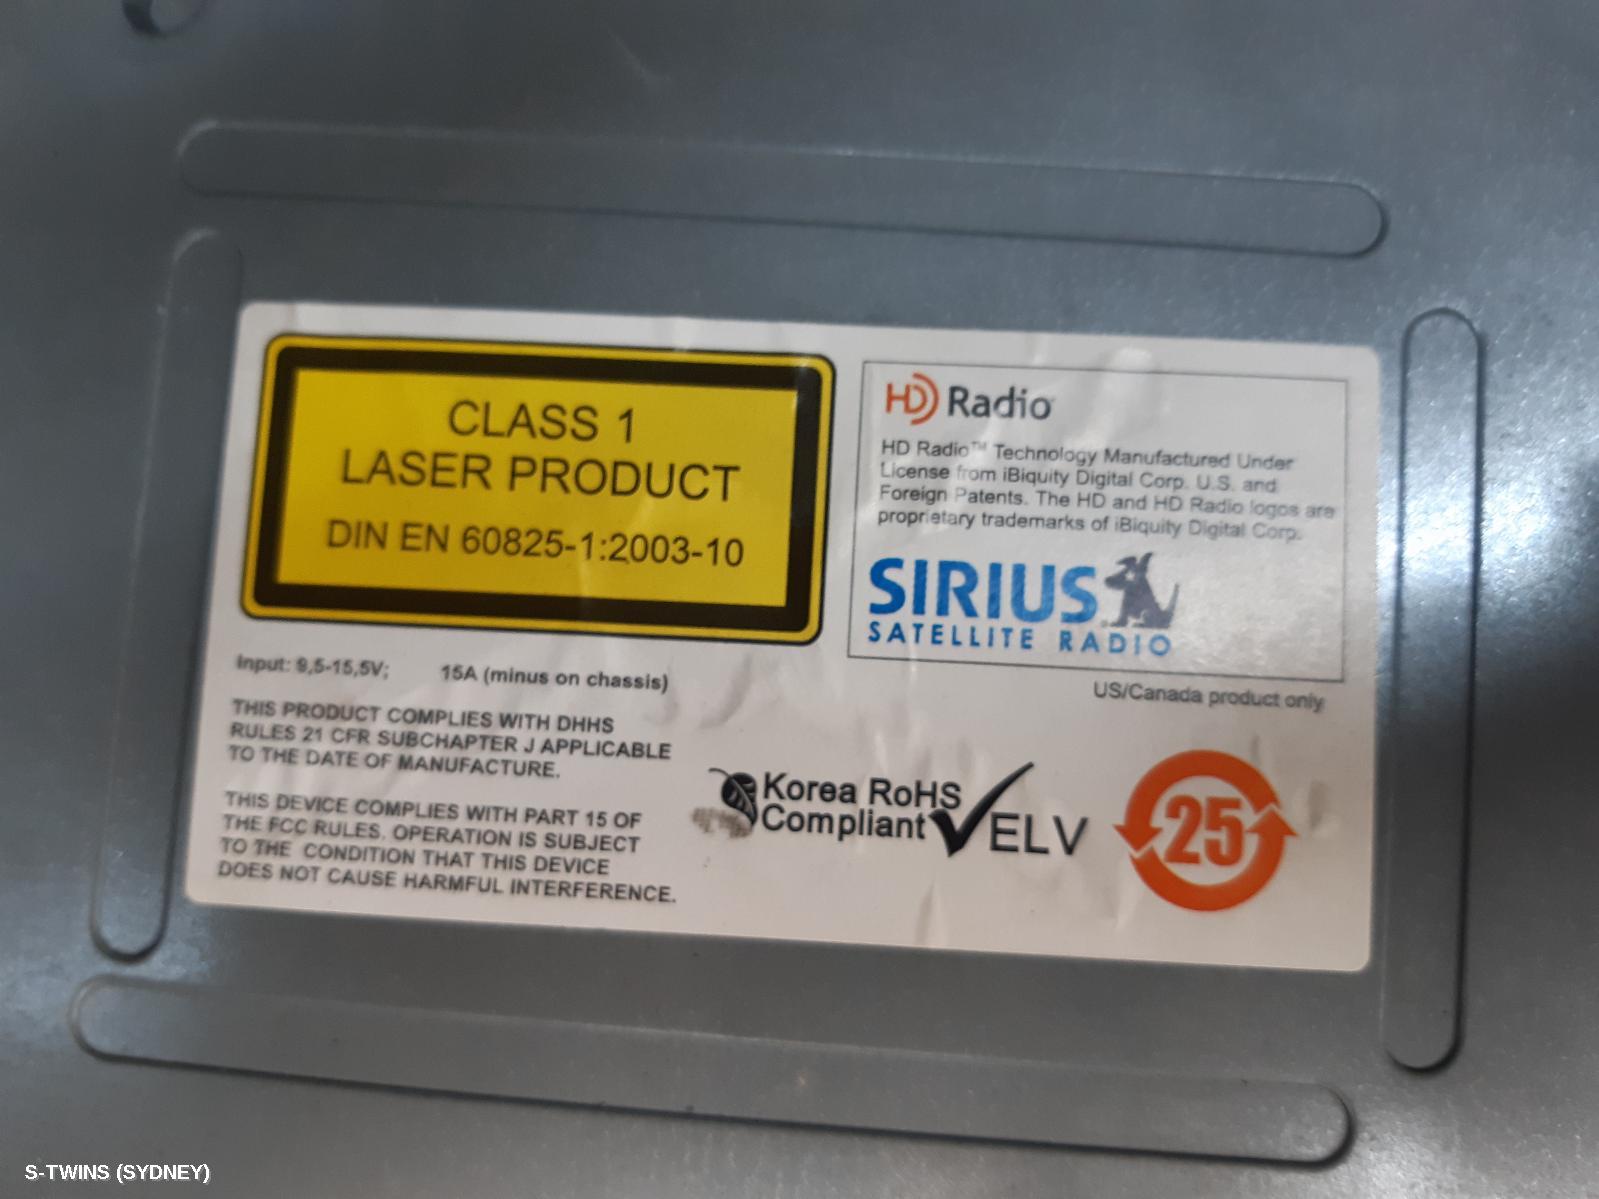 CLASS 1
LASER PRODUCT
DIN EN 60825-1:2003-10
HD Radio
HD Radio™ Technology Manufactured Under
License from iBiquity Digital Corp. U.S. and
Foreign Patents. The HD and HD Radio logos are
proprietary trademarks of iBiquity Digital Corp.
SIRIUS
SATELLITE RADIO
US/Canada product only
Input: 9,5-15,5V; 15A (minus on chassis)
THIS PRODUCT COMPLIES WITH DHHS
RULES 21 CFR SUBCHAPTER J APPLICABLE
TO THE DATE OF MANUFACTURE.
THIS DEVICE COMPLIES WITH PART 15 OF
THE FCC RULES. OPERATION IS SUBJECT
TO THE CONDITION THAT THIS DEVICE
DOES NOT CAUSE HARMFUL INTERFERENCE.
Korea RoHS
Compliant
ELV
25
S-TWINS (SYDNEY)